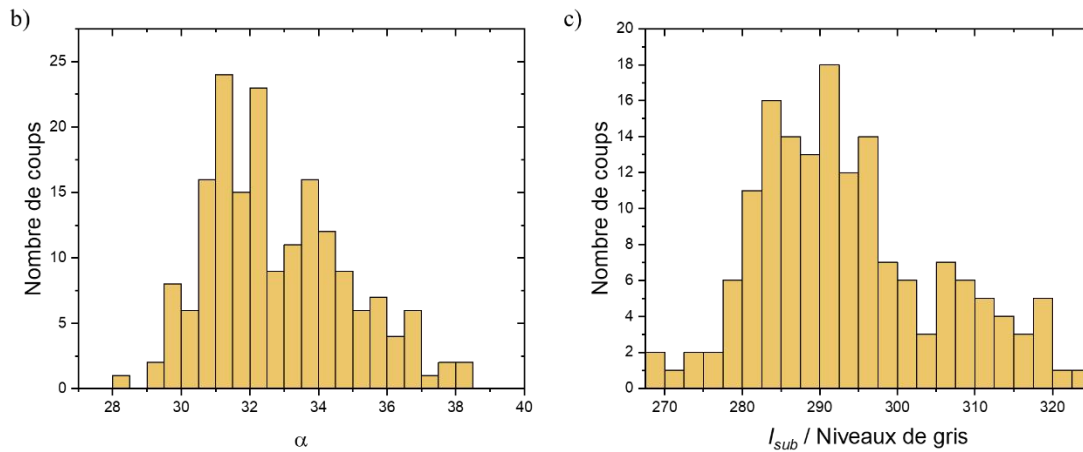 b)
Nombre de coups
25
20
15
10
5
0
28 30 32 34 36 38 40
α
c)
Nombre de coups
20
18
16
14
12
10
8
6
4
2
0
270 280 290 300 310 320
I_sub / Niveaux de gris